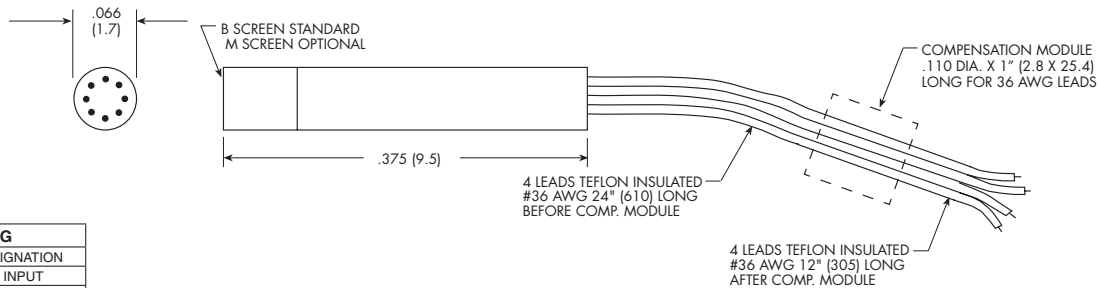 .066
(1.7)
B SCREEN STANDARD
M SCREEN OPTIONAL
COMPENSATION MODULE
.110 DIA. X 1" (2.8 X 25.4)
LONG FOR 36 AWG LEADS
.375 (9.5)
4 LEADS TEFLON INSULATED
#36 AWG 24" (610) LONG
BEFORE COMP. MODULE
4 LEADS TEFLON INSULATED
#36 AWG 12" (305) LONG
AFTER COMP. MODULE
G
IGNATION
INPUT